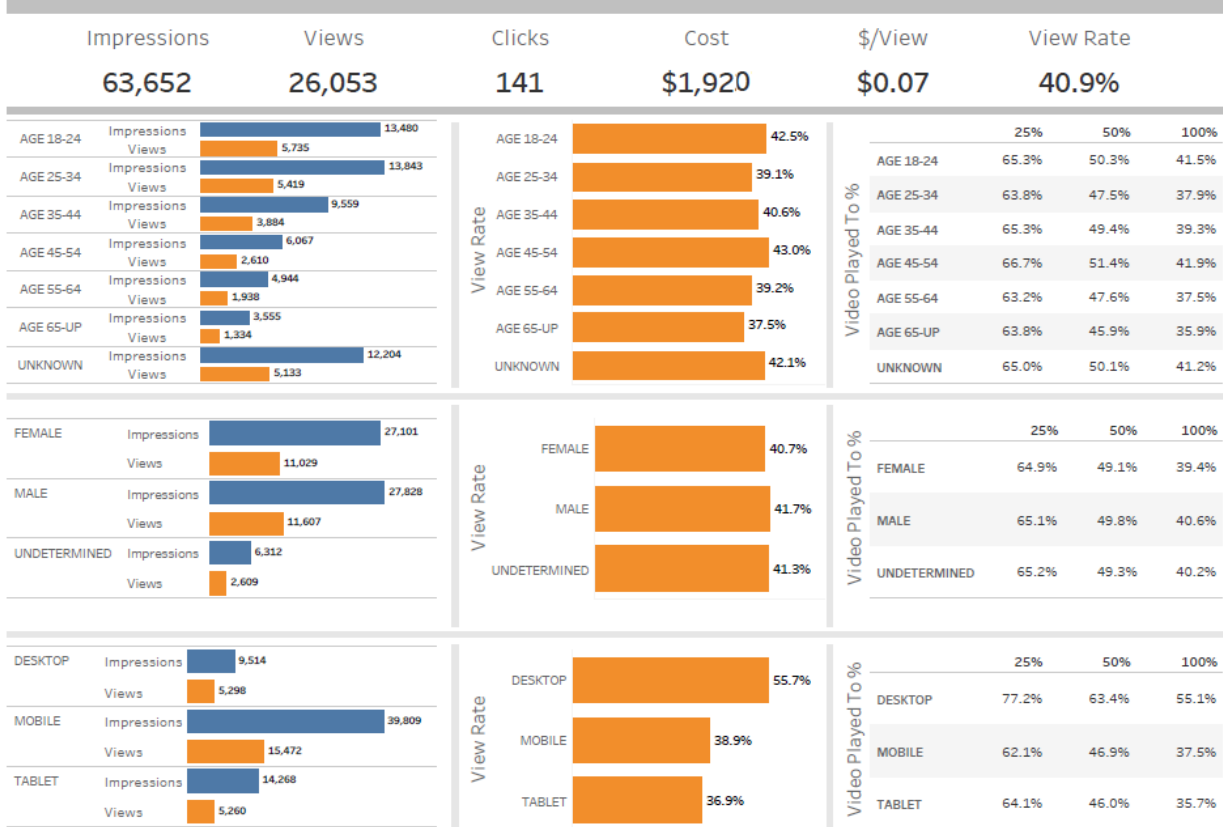 Impressions Views Clicks Cost $/View View Rate
63,652 26,053 141 $1,920 $0.07 40.9%
AGE 18-24 Impressions 13,480
Views 5,735
AGE 25-34 Impressions 13,843
Views 5,419
AGE 35-44 Impressions 9,559
Views 3,884
AGE 45-54 Impressions 6,067
Views 2,610
AGE 55-64 Impressions 4,944
Views 1,938
AGE 65-UP Impressions 3,555
Views 1,334
UNKNOWN Impressions 12,204
Views 5,133
View Rate
AGE 18-24 42.5%
AGE 25-34 39.1%
AGE 35-44 40.6%
AGE 45-54 43.0%
AGE 55-64 39.2%
AGE 65-UP 37.5%
UNKNOWN 42.1%
Video Played To %
25% 50% 100%
AGE 18-24 65.3% 50.3% 41.5%
AGE 25-34 63.8% 47.5% 37.9%
AGE 35-44 65.3% 49.4% 39.3%
AGE 45-54 66.7% 51.4% 41.9%
AGE 55-64 63.2% 47.6% 37.5%
AGE 65-UP 63.8% 45.9% 35.9%
UNKNOWN 65.0% 50.1% 41.2%
FEMALE Impressions 27,101
Views 11,029
MALE Impressions 27,828
Views 11,607
UNDETERMINED Impressions 6,312
Views 2,609
View Rate
FEMALE 40.7%
MALE 41.7%
UNDETERMINED 41.3%
Video Played To %
25% 50% 100%
FEMALE 64.9% 49.1% 39.4%
MALE 65.1% 49.8% 40.6%
UNDETERMINED 65.2% 49.3% 40.2%
DESKTOP Impressions 9,514
Views 5,298
MOBILE Impressions 39,809
Views 15,472
TABLET Impressions 14,268
Views 5,260
View Rate
DESKTOP 55.7%
MOBILE 38.9%
TABLET 36.9%
Video Played To %
25% 50% 100%
DESKTOP 77.2% 63.4% 55.1%
MOBILE 62.1% 46.9% 37.5%
TABLET 64.1% 46.0% 35.7%